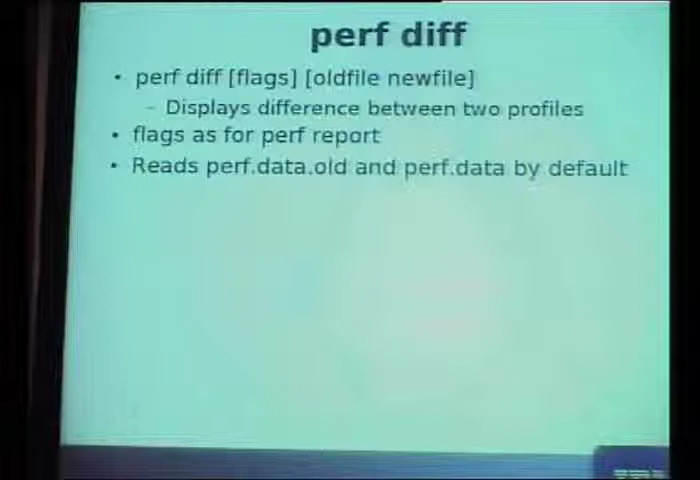 perf diff
• perf diff [flags] [oldfile newfile]
– Displays difference between two profiles
• flags as for perf report
• Reads perf.data.old and perf.data by default